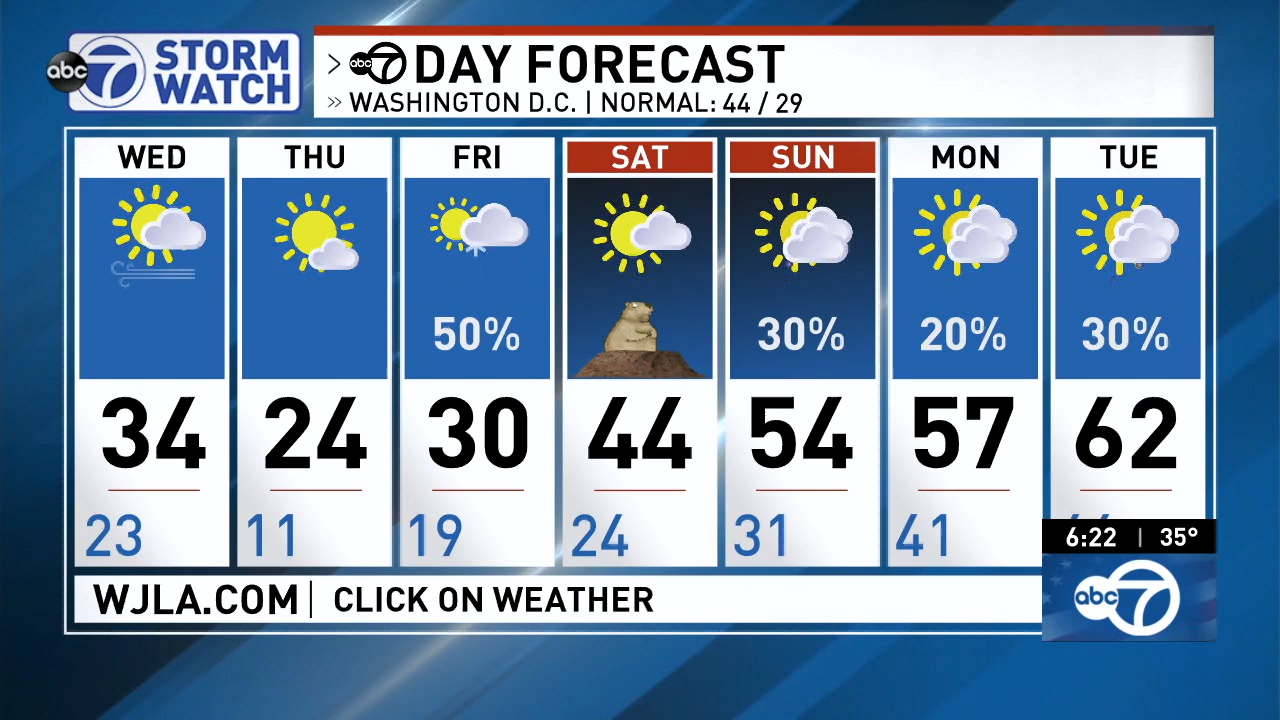 abc 7 STORM WATCH
> abc 7 DAY FORECAST
» WASHINGTON D.C. | NORMAL: 44 / 29
WED THU FRI SAT SUN MON TUE
50% 30% 20% 30%
34 24 30 44 54 57 62
23 11 19 24 31 41
6:22 | 35°
WJLA.COM | CLICK ON WEATHER
abc 7